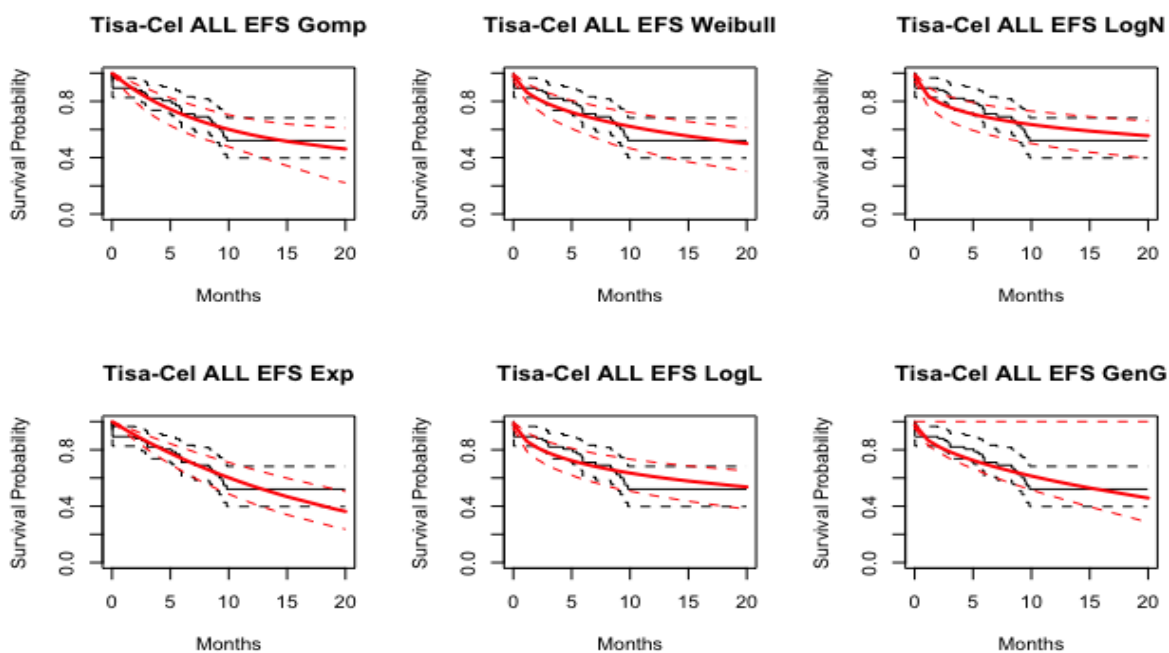 Tisa-Cel ALL EFS Gomp
Survival Probability
0.0 0.4 0.8
0 5 10 15 20
Months
Tisa-Cel ALL EFS Weibull
Survival Probability
0.0 0.4 0.8
0 5 10 15 20
Months
Tisa-Cel ALL EFS LogN
Survival Probability
0.0 0.4 0.8
0 5 10 15 20
Months
Tisa-Cel ALL EFS Exp
Survival Probability
0.0 0.4 0.8
0 5 10 15 20
Months
Tisa-Cel ALL EFS LogL
Survival Probability
0.0 0.4 0.8
0 5 10 15 20
Months
Tisa-Cel ALL EFS GenG
Survival Probability
0.0 0.4 0.8
0 5 10 15 20
Months